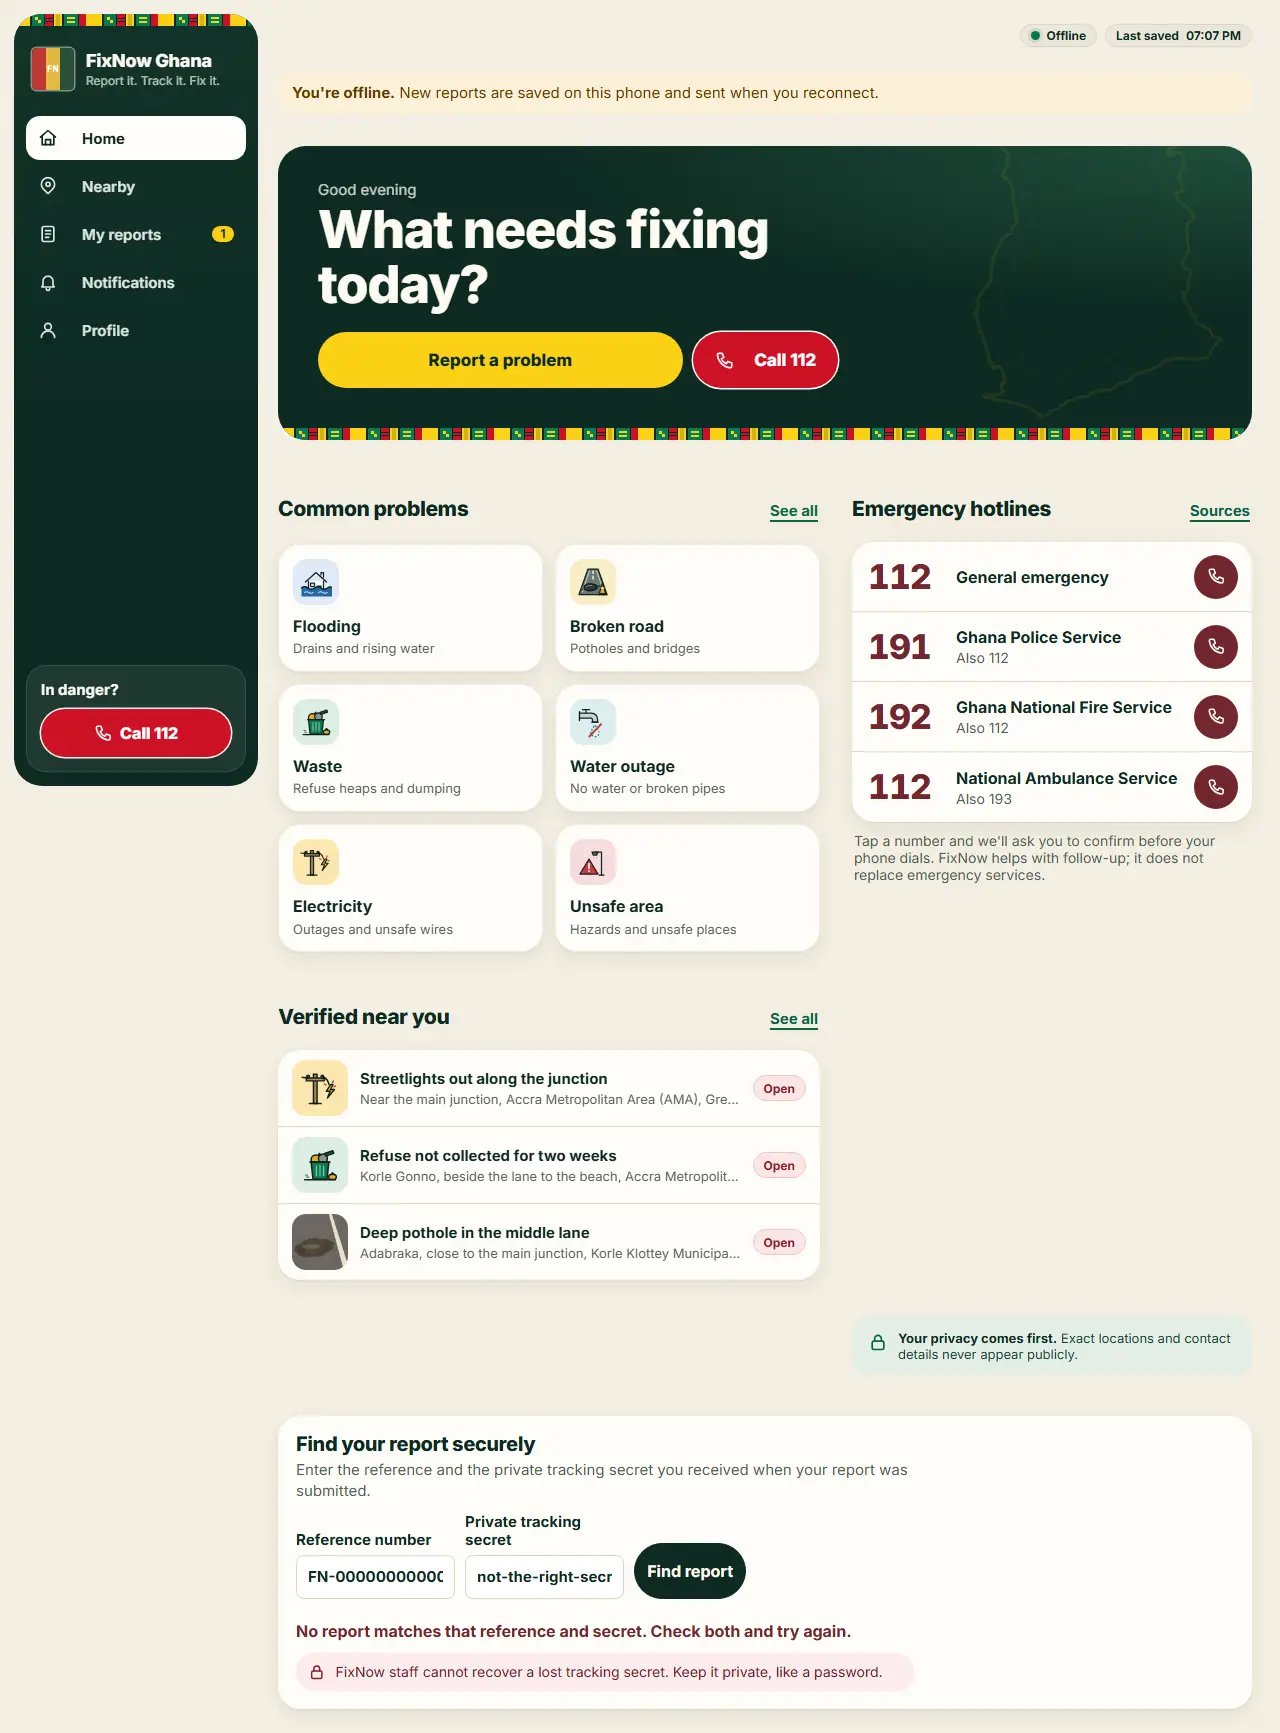 FN
FixNow Ghana
Report it. Track it. Fix it.
Home
Nearby
My reports 1
Notifications
Profile
In danger?
Call 112
Offline
Last saved 07:07 PM
You're offline. New reports are saved on this phone and sent when you reconnect.
Good evening
What needs fixing
today?
Report a problem
Call 112
Common problems
See all
Flooding
Drains and rising water
Broken road
Potholes and bridges
Waste
Refuse heaps and dumping
Water outage
No water or broken pipes
Electricity
Outages and unsafe wires
Unsafe area
Hazards and unsafe places
Emergency hotlines
Sources
112 General emergency
191 Ghana Police Service
Also 112
192 Ghana National Fire Service
Also 112
112 National Ambulance Service
Also 193
Tap a number and we'll ask you to confirm before your
phone dials. FixNow helps with follow-up; it does not
replace emergency services.
Verified near you
See all
Streetlights out along the junction
Near the main junction, Accra Metropolitan Area (AMA), Gre...
Open
Refuse not collected for two weeks
Korle Gonno, beside the lane to the beach, Accra Metropolit...
Open
Deep pothole in the middle lane
Adabraka, close to the main junction, Korle Klottey Municipa...
Open
Your privacy comes first. Exact locations and contact
details never appear publicly.
Find your report securely
Enter the reference and the private tracking secret you received when your report was
submitted.
Reference number
FN-00000000000
Private tracking
secret
not-the-right-secr
Find report
No report matches that reference and secret. Check both and try again.
FixNow staff cannot recover a lost tracking secret. Keep it private, like a password.